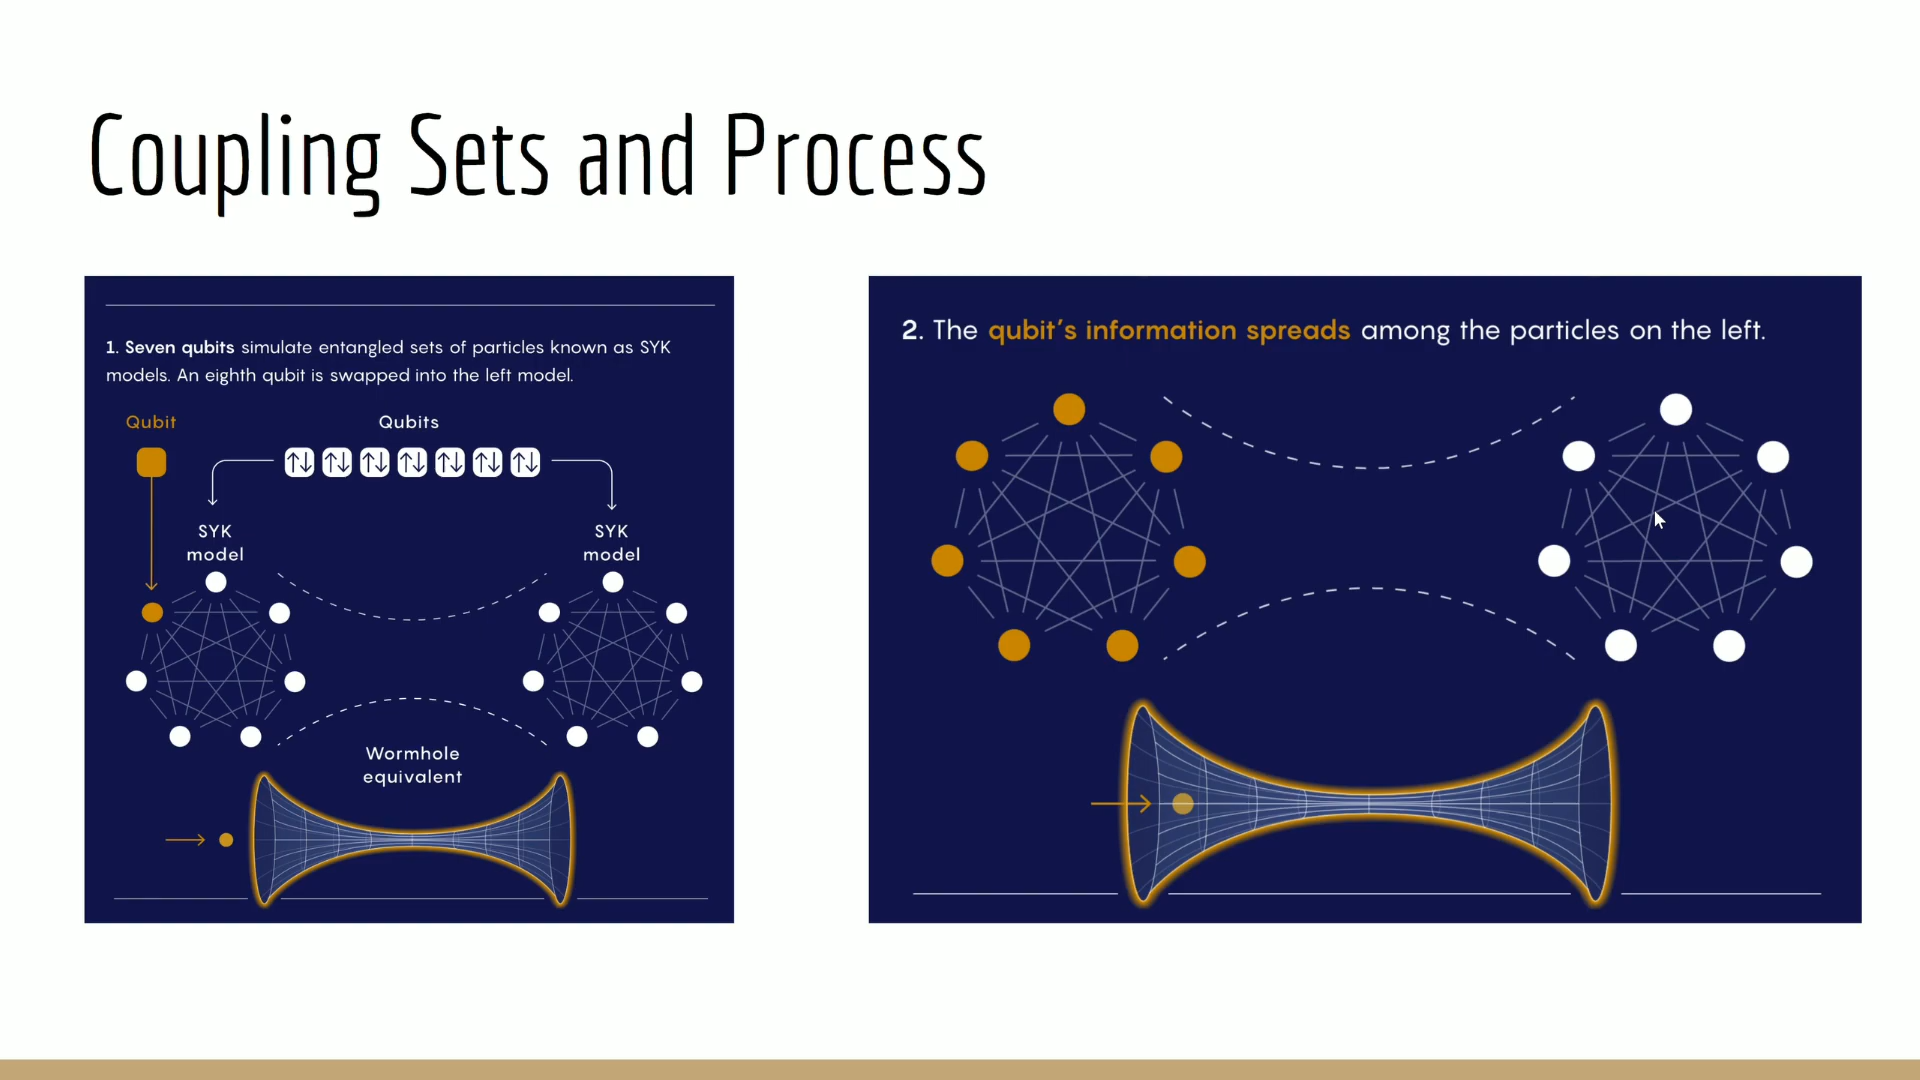 Coupling Sets and Process
1. Seven qubits simulate entangled sets of particles known as SYK
models. An eighth qubit is swapped into the left model.
Qubit
Qubits
SYK
model
SYK
model
Wormhole
equivalent
2. The qubit’s information spreads among the particles on the left.